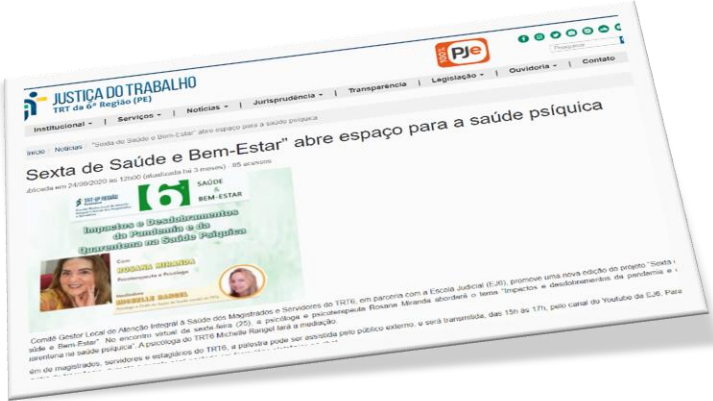 100% PJe
JUSTIÇA DO TRABALHO
TRT da 6ª Região (PE)
Pesquisar
Institucional | Serviços | Notícias | Jurisprudência | Transparência | Legislação | Ouvidoria | Contato
Início Notícias "Sexta de Saúde e Bem-Estar" abre espaço para a saúde psíquica
Sexta de Saúde e Bem-Estar" abre espaço para a saúde psíquica
ublicada em 24/09/2020 às 12h00 (atualizada há 3 meses) - 85 acessos
TRT-6ª REGIÃO
6ª
SAÚDE
&
BEM-ESTAR
Impactos e Desdobramentos
da Pandemia e da
Quarentena na Saúde Psíquica
Com
ROSANA MIRANDA
Psicoterapeuta e Psicóloga
MICHELLE RANGEL
Comitê Gestor Local de Atenção Integral à Saúde dos Magistrados e Servidores do TRT6, em parceria com a Escola Judicial (EJ6), promove uma nova edição do projeto "Sexta
aúde e Bem-Estar". No encontro virtual da sexta-feira (25), a psicóloga e psicoterapeuta Rosana Miranda abordará o tema "Impactos e desdobramentos da pandemia e
uarentena na saúde psíquica". A psicóloga do TRT6 Michelle Rangel fará a mediação.
ém de magistrados, servidores e estagiários do TRT6, a palestra pode ser assistida pelo público externo, e será transmitida, das 15h às 17h, pelo canal do Youtube da EJ6. Para